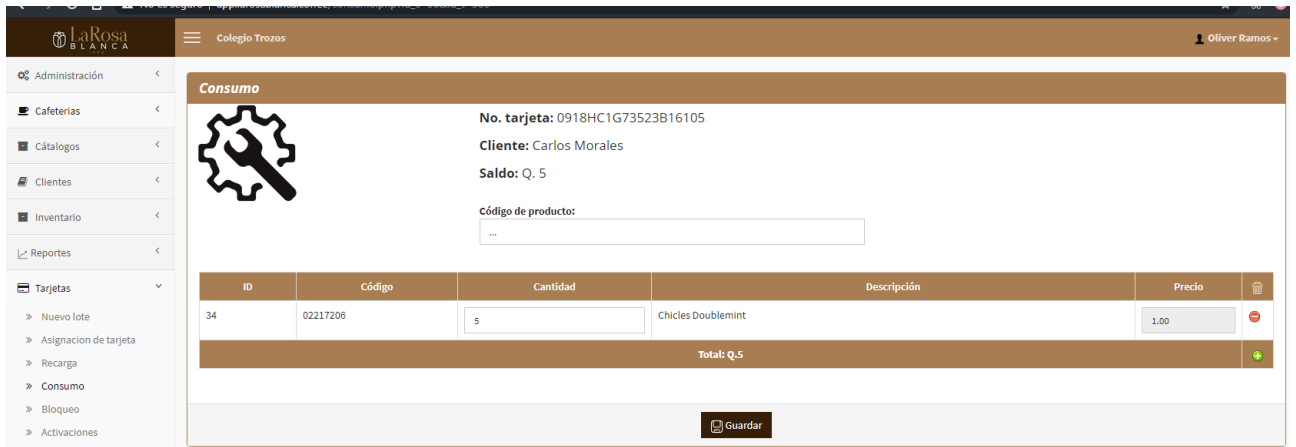 LaRosa
BLANCA
Colegio Trozos
Oliver Ramos
Administración
Cafeterias
Cátalogos
Clientes
Inventario
Reportes
Tarjetas
» Nuevo lote
» Asignacion de tarjeta
» Recarga
» Consumo
» Bloqueo
» Activaciones
Consumo
No. tarjeta: 0918HC1G73523B16105
Cliente: Carlos Morales
Saldo: Q. 5
Código de producto:
...
ID Código Cantidad Descripción Precio
34 02217206 5 Chicles Doublemint 1.00
Total: Q.5
Guardar